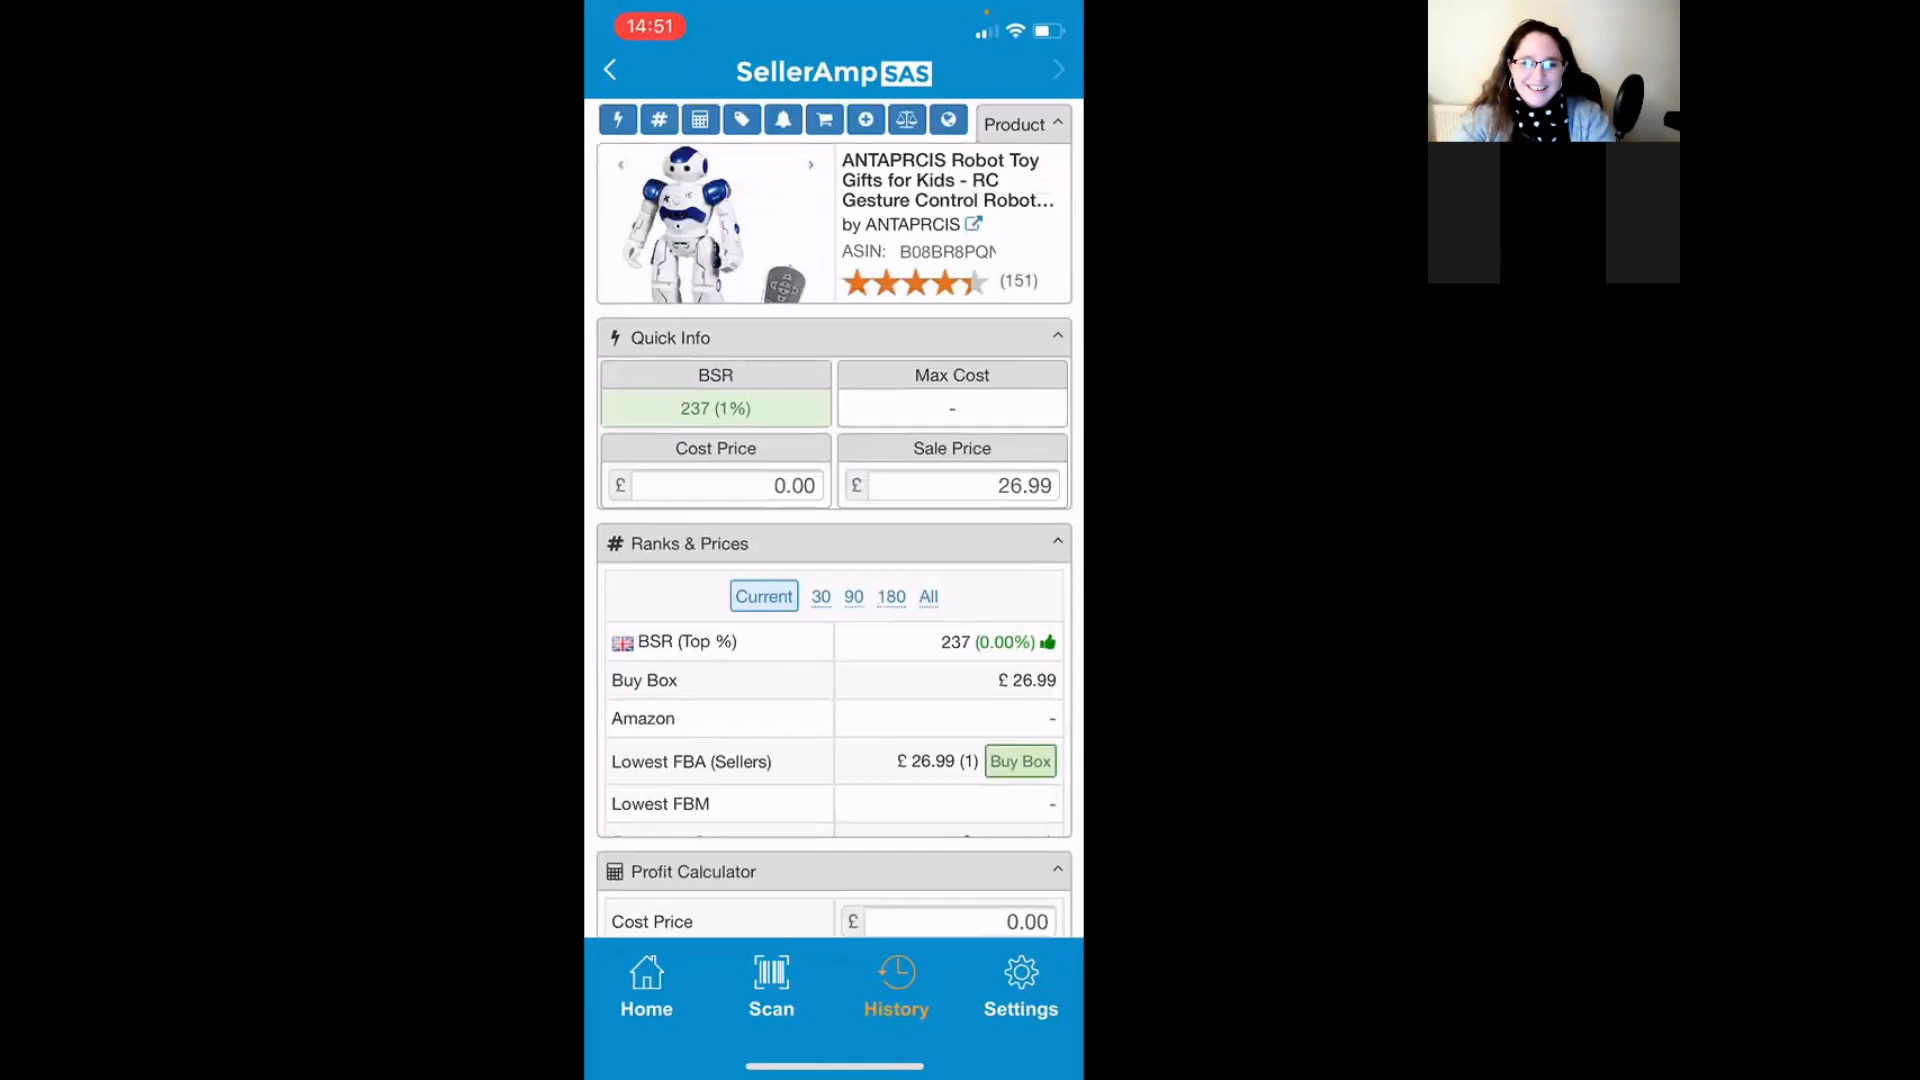 14:51
SellerAmp SAS
Product
ANTAPRCIS Robot Toy
Gifts for Kids - RC
Gesture Control Robot...
by ANTAPRCIS
ASIN: B08BR8PQN
(151)
Quick Info
BSR
Max Cost
237 (1%)
-
Cost Price
Sale Price
£ 0.00
£ 26.99
# Ranks & Prices
Current 30 90 180 All
BSR (Top %) 237 (0.00%)
Buy Box £ 26.99
Amazon -
Lowest FBA (Sellers) £ 26.99 (1) Buy Box
Lowest FBM -
Profit Calculator
Cost Price £ 0.00
Home Scan History Settings